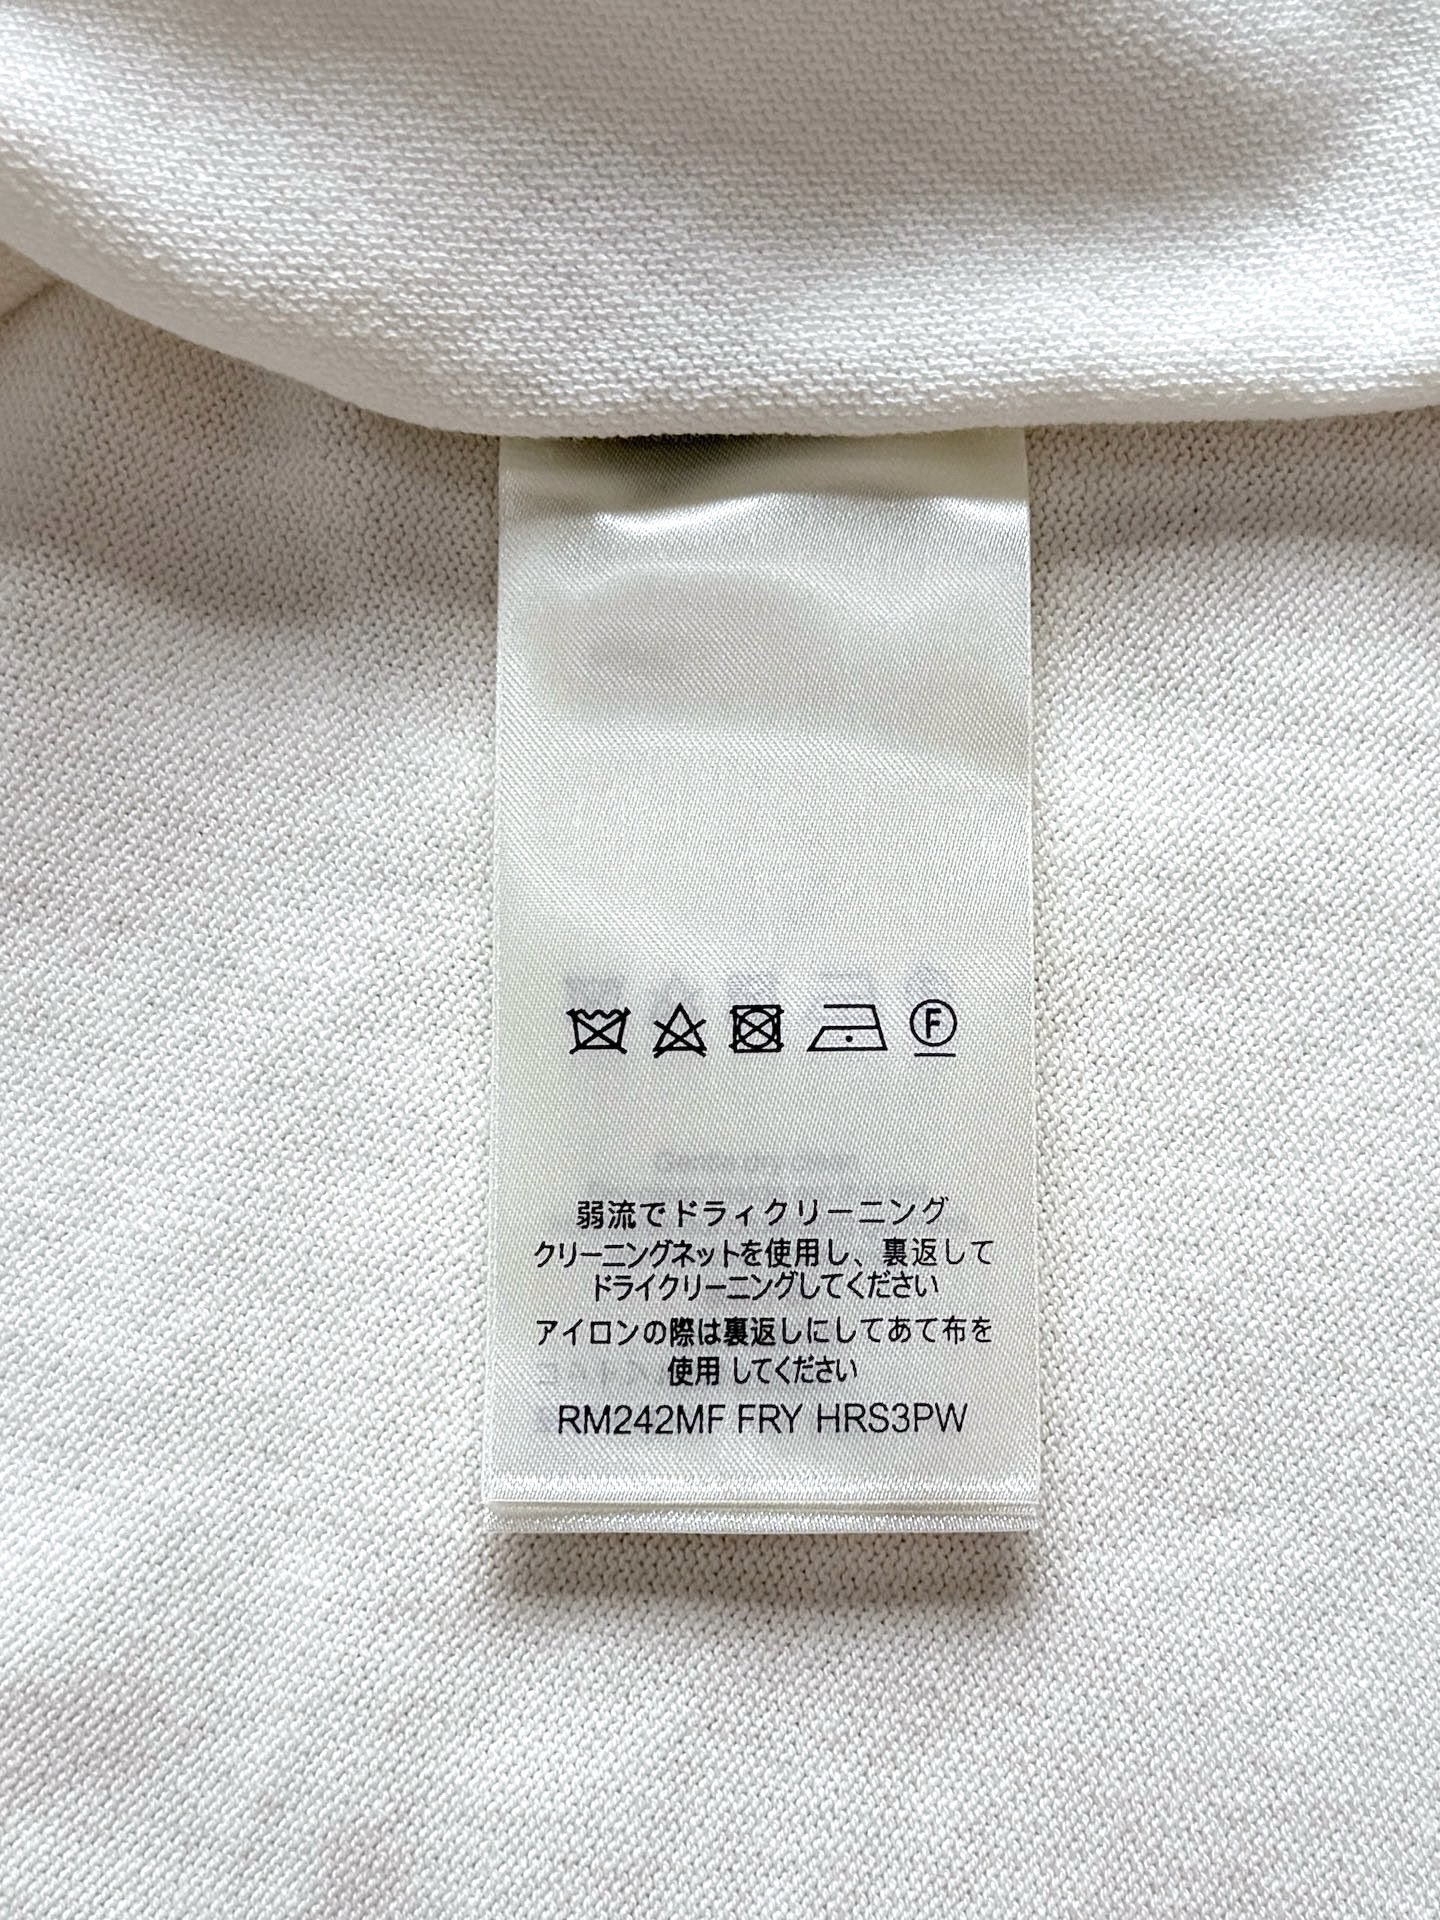 F
弱流でドライクリーニング
クリーニングネットを使用し、裏返して
ドライクリーニングしてください
アイロンの際は裏返しにしてあて布を
使用 してください
RM242MF FRY HRS3PW